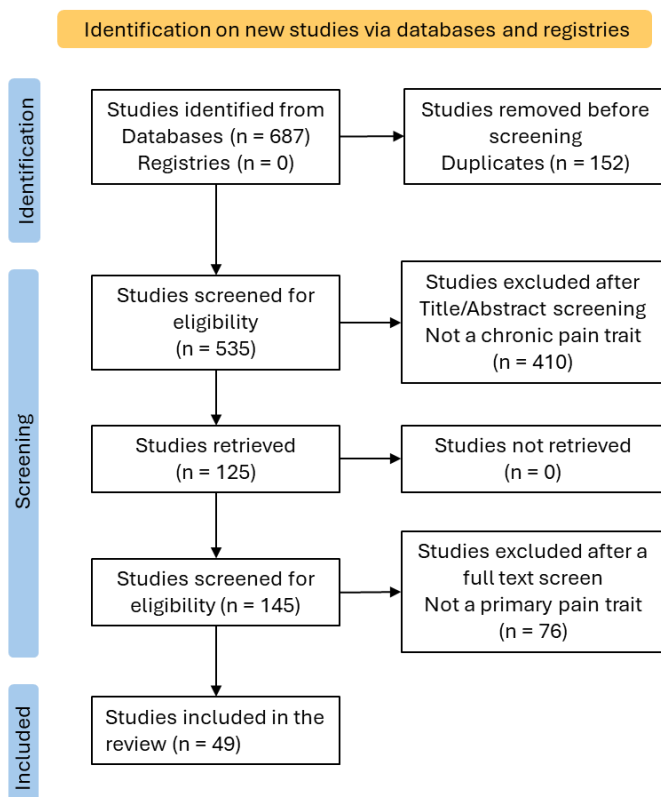 Identification on new studies via databases and registries
Identification
Studies identified from
Databases (n = 687)
Registries (n = 0)
Studies removed before
screening
Duplicates (n = 152)
Screening
Studies screened for
eligibility
(n = 535)
Studies excluded after
Title/Abstract screening
Not a chronic pain trait
(n = 410)
Studies retrieved
(n = 125)
Studies not retrieved
(n = 0)
Studies screened for
eligibility (n = 145)
Studies excluded after a
full text screen
Not a primary pain trait
(n = 76)
Included
Studies included in the
review (n = 49)